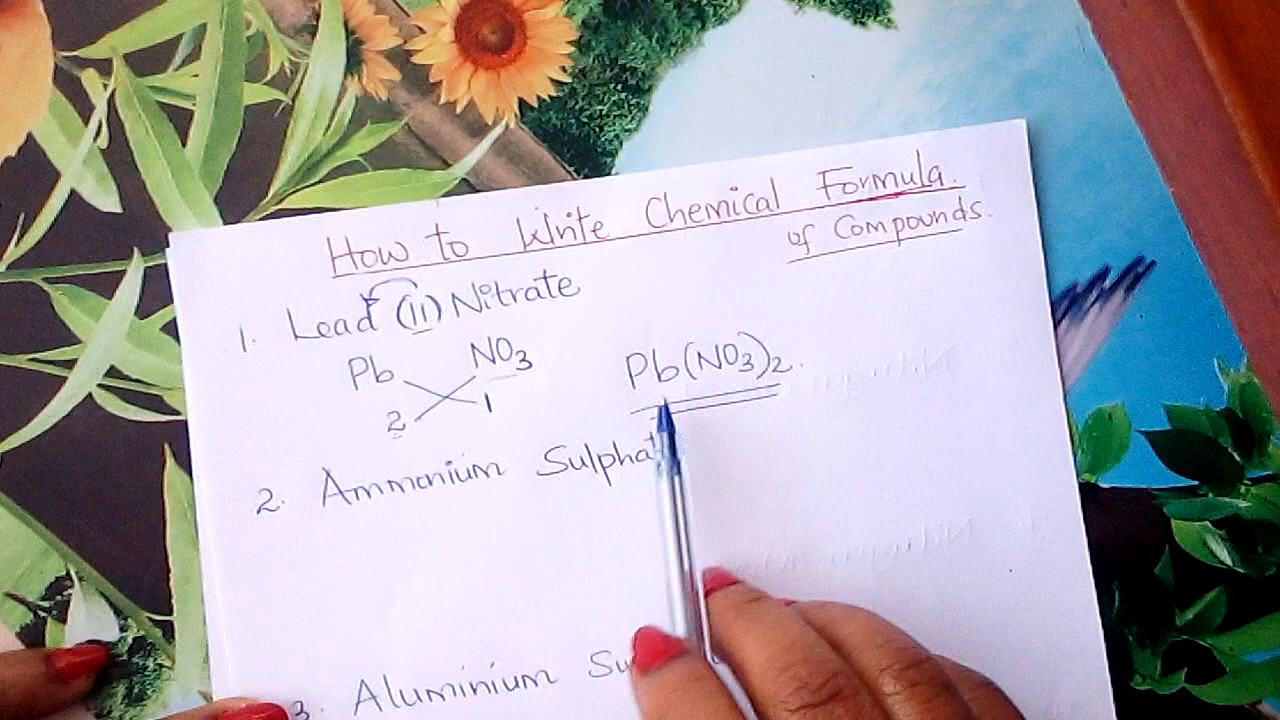 How to Write Chemical Formula
of Compounds.
1. Lead (II) Nitrate
Pb NO3
2 1
Pb(NO3)2.
2. Ammonium Sulphat
3. Aluminium Su